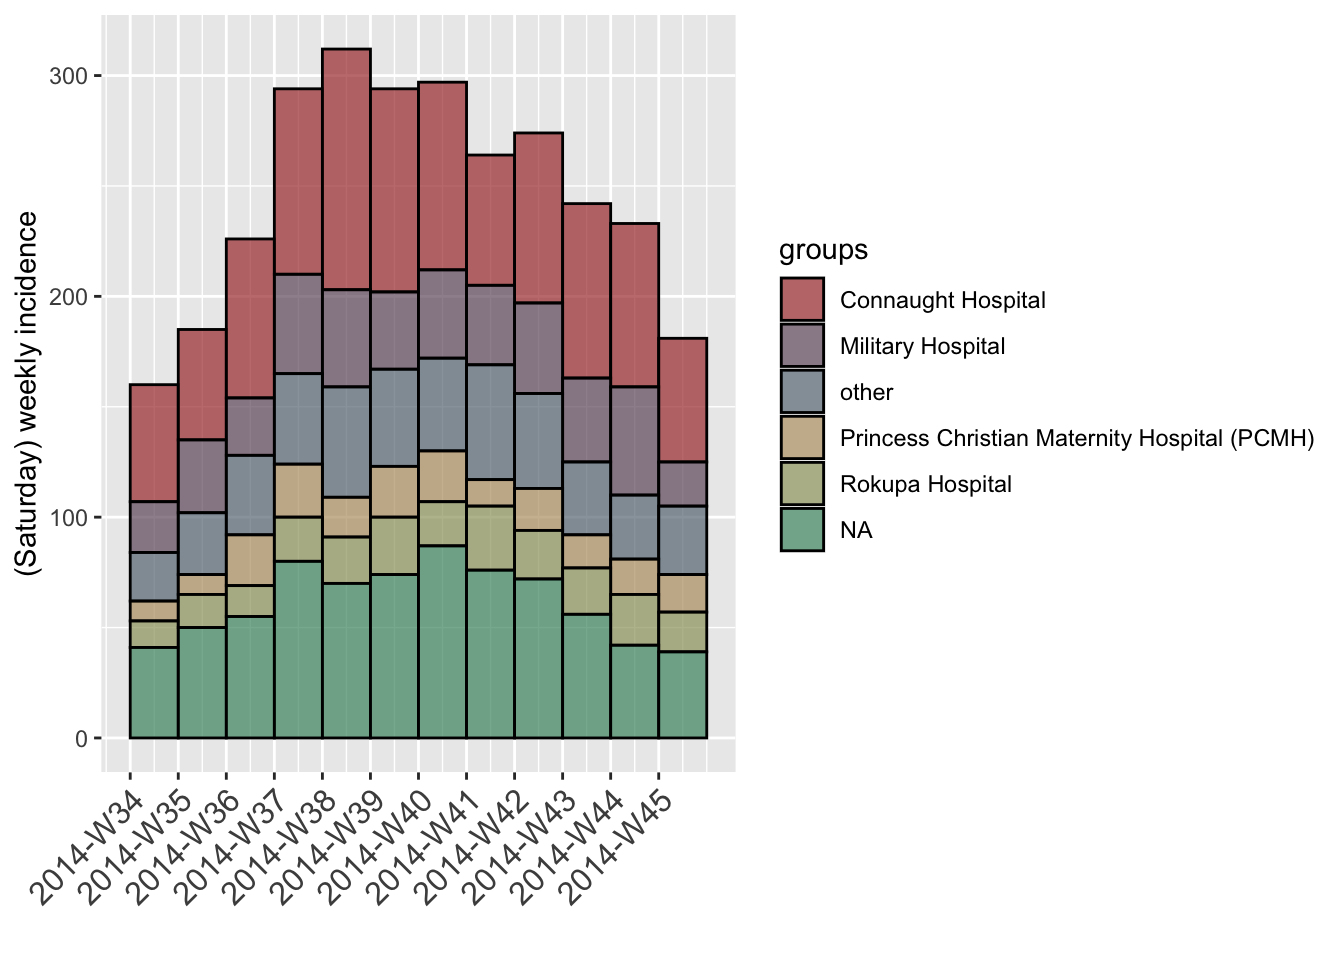 (Saturday) weekly incidence
300
200
100
0
2014-W34
2014-W35
2014-W36
2014-W37
2014-W38
2014-W39
2014-W40
2014-W41
2014-W42
2014-W43
2014-W44
2014-W45
groups
Connaught Hospital
Military Hospital
other
Princess Christian Maternity Hospital (PCMH)
Rokupa Hospital
NA